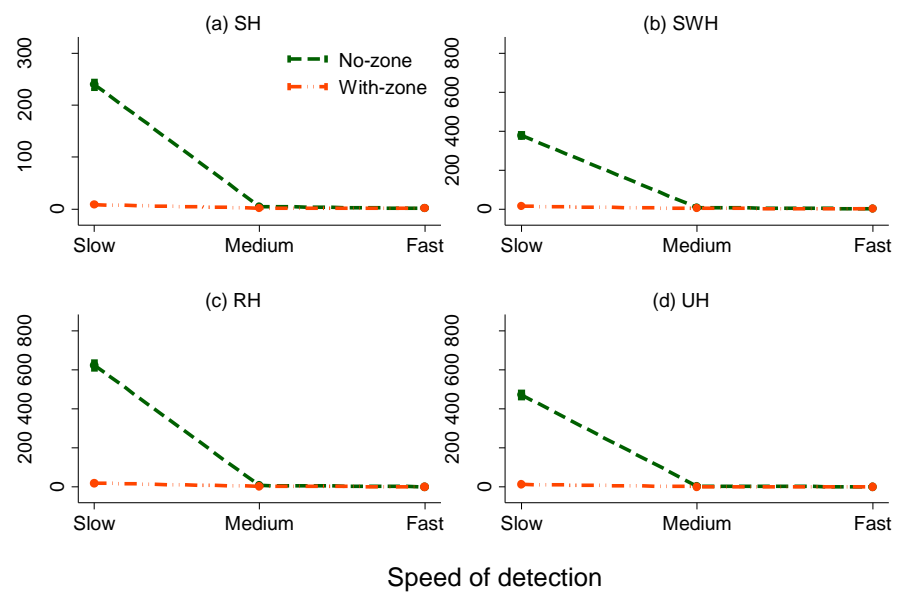 (a) SH
300
200
100
0
No-zone
With-zone
Slow Medium Fast
(b) SWH
800
600
400
200
0
Slow Medium Fast
(c) RH
800
600
400
200
0
Slow Medium Fast
(d) UH
800
600
400
200
0
Slow Medium Fast
Speed of detection